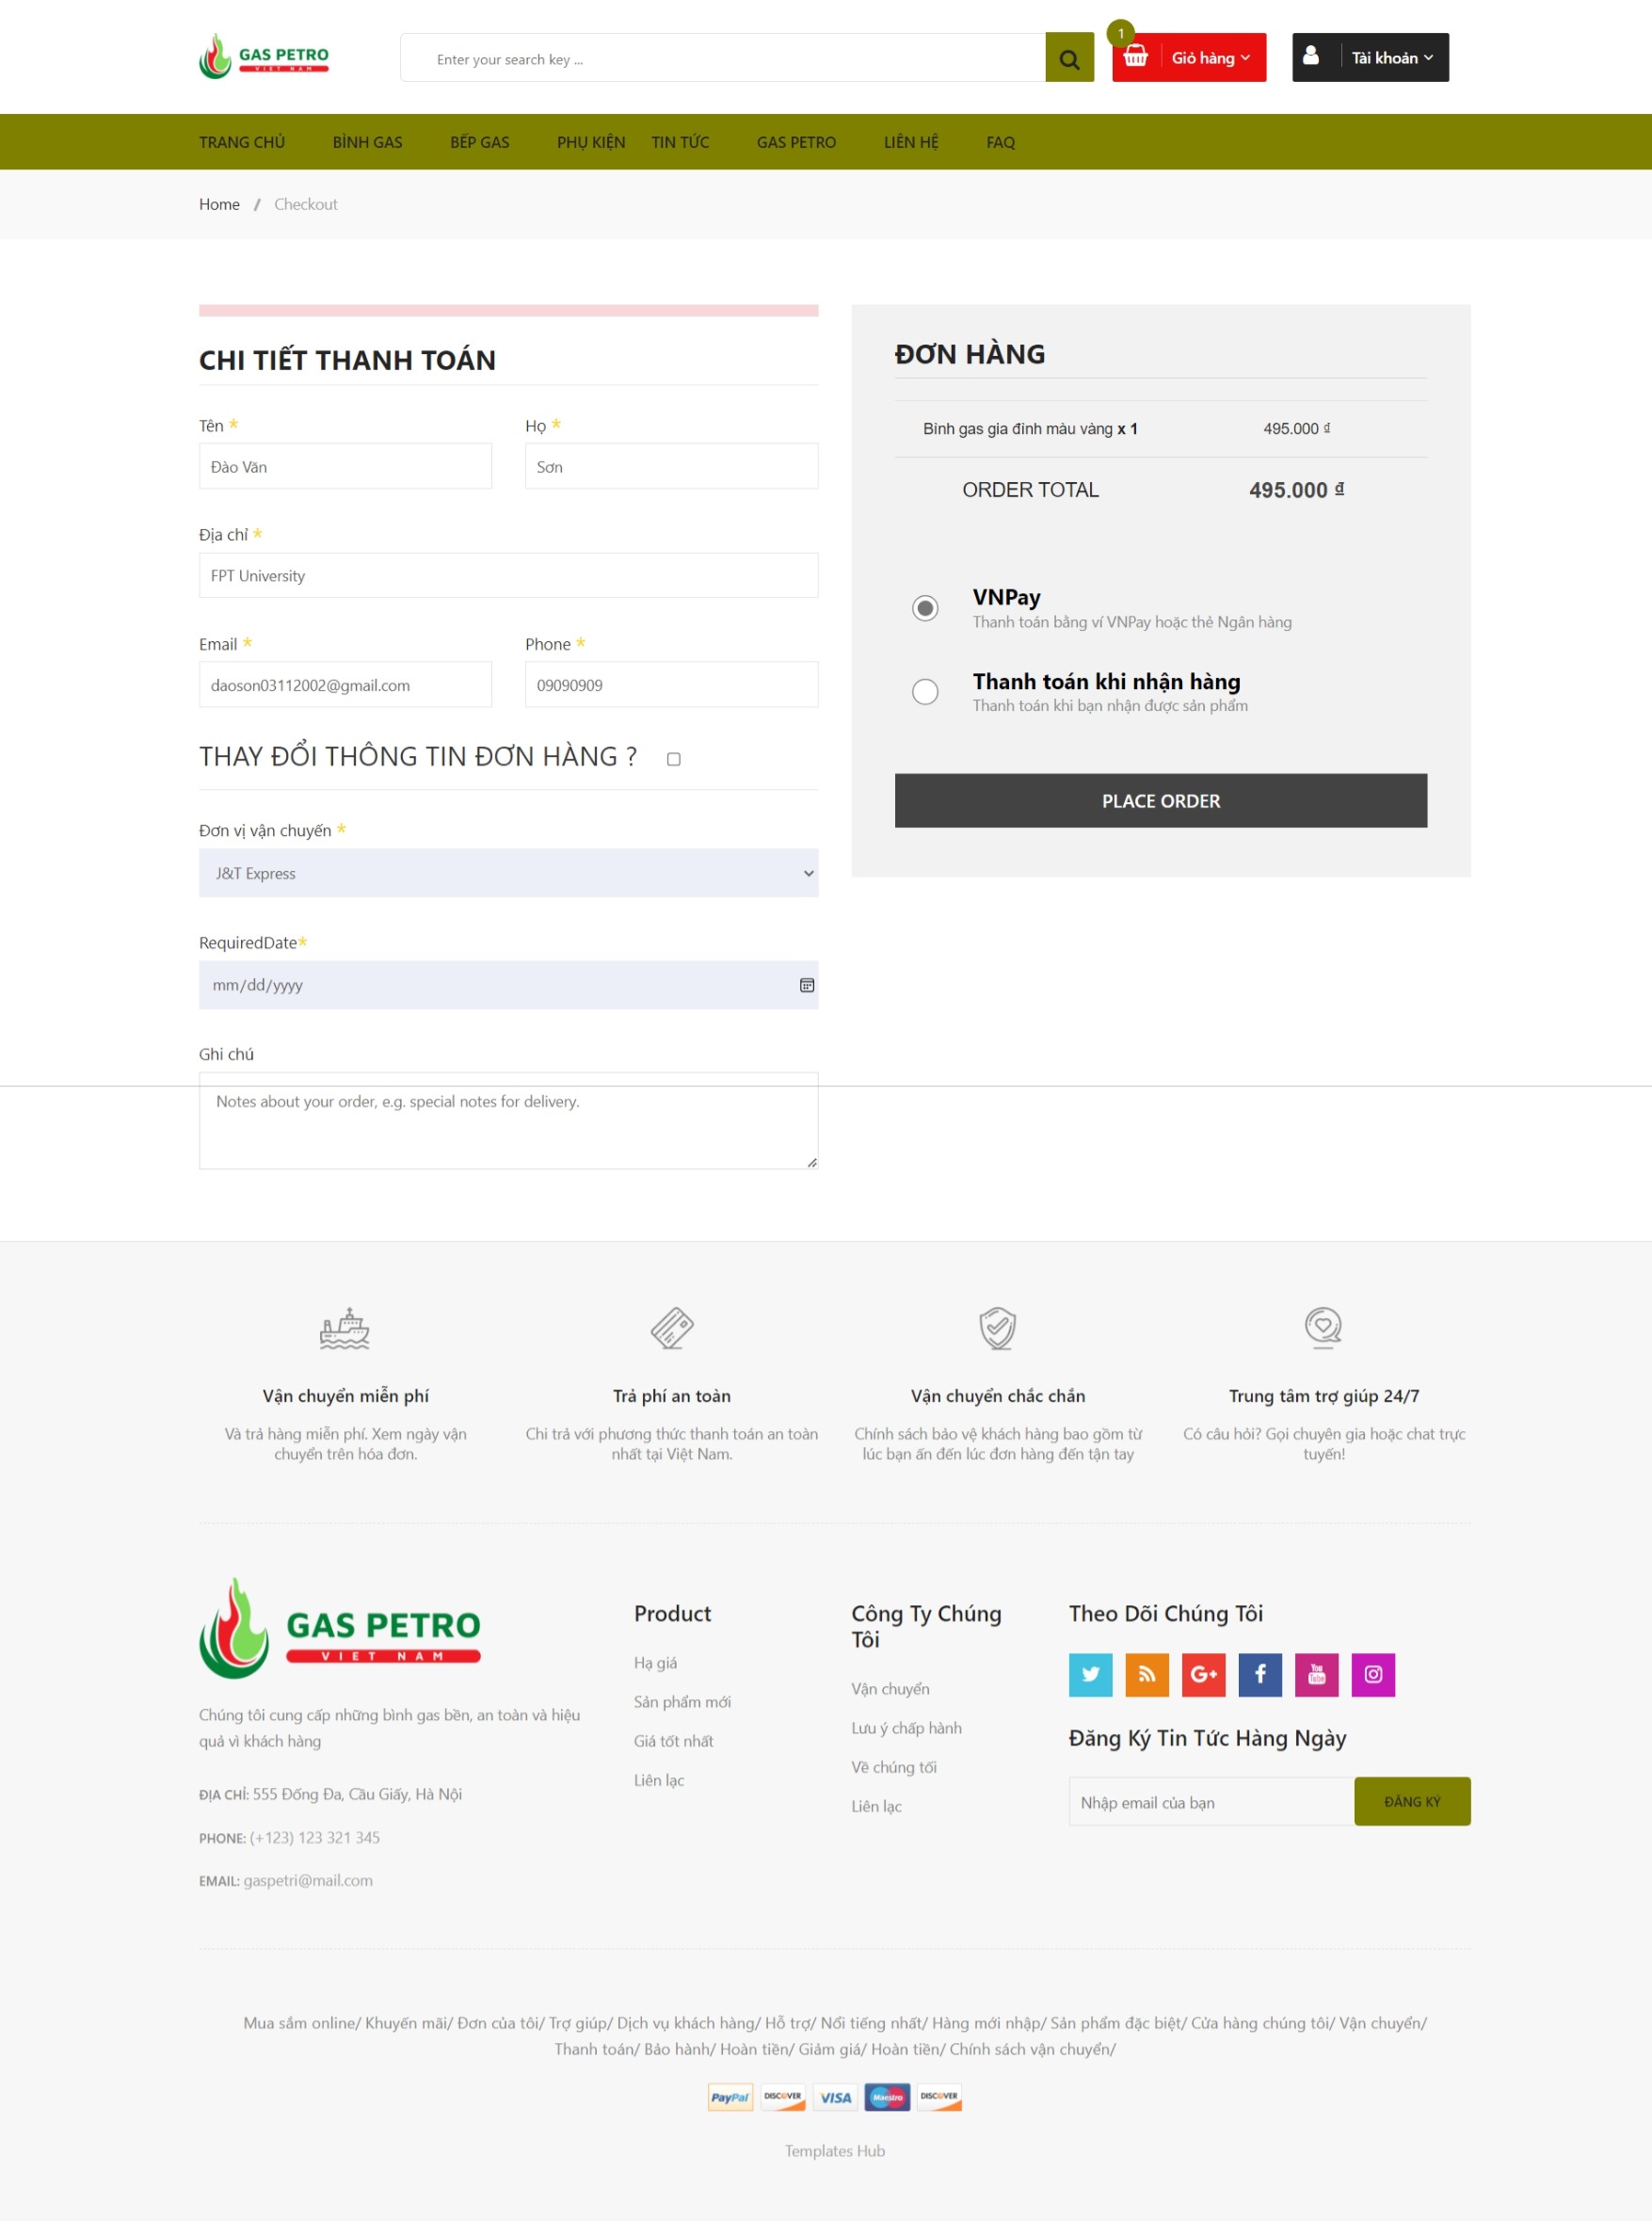 GAS PETRO
VIET NAM
Enter your search key ...
1
Giỏ hàng
Tài khoản
TRANG CHỦ BÌNH GAS BẾP GAS PHỤ KIỆN TIN TỨC GAS PETRO LIÊN HỆ FAQ
Home / Checkout
CHI TIẾT THANH TOÁN
Tên * Họ *
Đào Văn Sơn
Địa chỉ *
FPT University
Email * Phone *
daoson03112002@gmail.com 09090909
THAY ĐỔI THÔNG TIN ĐƠN HÀNG ?
Đơn vị vận chuyển *
J&T Express
RequiredDate*
mm/dd/yyyy
Ghi chú
Notes about your order, e.g. special notes for delivery.
ĐƠN HÀNG
Bình gas gia đình màu vàng x 1 495.000 ₫
ORDER TOTAL 495.000 ₫
VNPay
Thanh toán bằng ví VNPay hoặc thẻ Ngân hàng
Thanh toán khi nhận hàng
Thanh toán khi bạn nhận được sản phẩm
PLACE ORDER
Vận chuyển miễn phí
Và trả hàng miễn phí. Xem ngày vận
chuyển trên hóa đơn.
Trả phí an toàn
Chi trả với phương thức thanh toán an toàn
nhất tại Việt Nam.
Vận chuyển chắc chắn
Chính sách bảo vệ khách hàng bao gồm từ
lúc bạn ấn đến lúc đơn hàng đến tận tay
Trung tâm trợ giúp 24/7
Có câu hỏi? Gọi chuyên gia hoặc chat trực
tuyến!
GAS PETRO
VIET NAM
Chúng tôi cung cấp những bình gas bền, an toàn và hiệu
quả vì khách hàng
ĐỊA CHỈ: 555 Đống Đa, Cầu Giấy, Hà Nội
PHONE: (+123) 123 321 345
EMAIL: gaspetri@mail.com
Product
Hạ giá
Sản phẩm mới
Giá tốt nhất
Liên lạc
Công Ty Chúng
Tôi
Vận chuyển
Lưu ý chấp hành
Về chúng tối
Liên lạc
Theo Dõi Chúng Tôi
G+ f You Tube
Đăng Ký Tin Tức Hàng Ngày
Nhập email của bạn ĐĂNG KÝ
Mua sắm online/ Khuyến mãi/ Đơn của tôi/ Trợ giúp/ Dịch vụ khách hàng/ Hỗ trợ/ Nổi tiếng nhất/ Hàng mới nhập/ Sản phẩm đặc biệt/ Cửa hàng chúng tôi/ Vận chuyển/
Thanh toán/ Bảo hành/ Hoàn tiền/ Giảm giá/ Hoàn tiền/ Chính sách vận chuyển/
PayPal DISCOVER VISA Maestro DISCOVER
Templates Hub